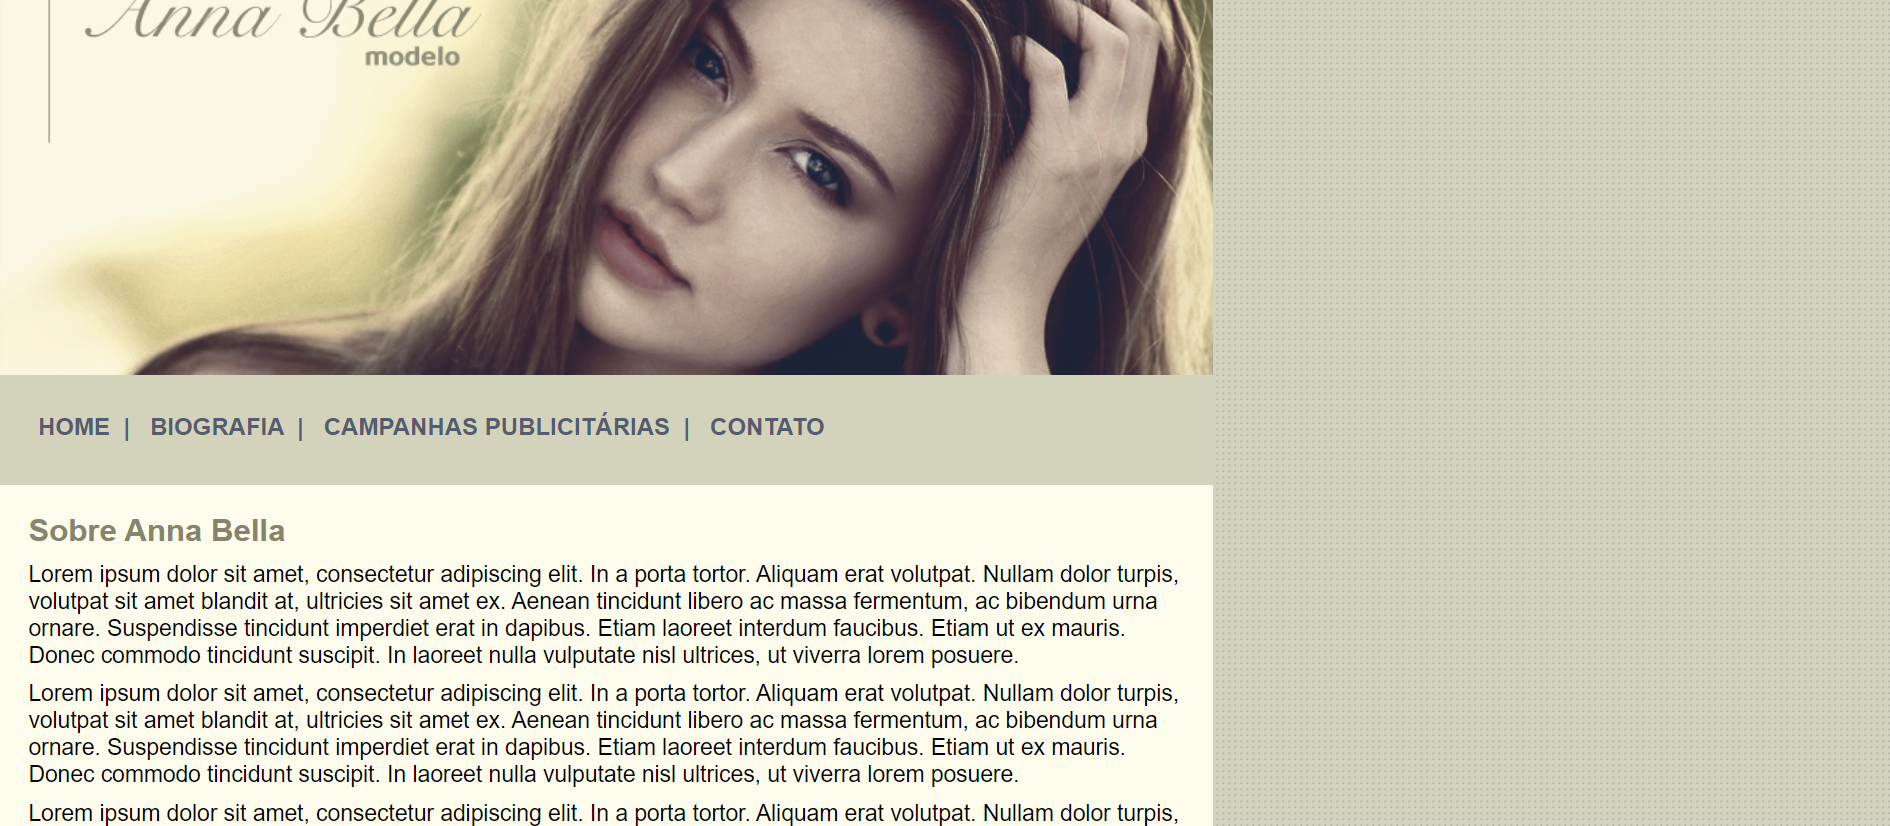 Anna Bella
modelo
HOME | BIOGRAFIA | CAMPANHAS PUBLICITÁRIAS | CONTATO
Sobre Anna Bella
Lorem ipsum dolor sit amet, consectetur adipiscing elit. In a porta tortor. Aliquam erat volutpat. Nullam dolor turpis,
volutpat sit amet blandit at, ultricies sit amet ex. Aenean tincidunt libero ac massa fermentum, ac bibendum urna
ornare. Suspendisse tincidunt imperdiet erat in dapibus. Etiam laoreet interdum faucibus. Etiam ut ex mauris.
Donec commodo tincidunt suscipit. In laoreet nulla vulputate nisl ultrices, ut viverra lorem posuere.
Lorem ipsum dolor sit amet, consectetur adipiscing elit. In a porta tortor. Aliquam erat volutpat. Nullam dolor turpis,
volutpat sit amet blandit at, ultricies sit amet ex. Aenean tincidunt libero ac massa fermentum, ac bibendum urna
ornare. Suspendisse tincidunt imperdiet erat in dapibus. Etiam laoreet interdum faucibus. Etiam ut ex mauris.
Donec commodo tincidunt suscipit. In laoreet nulla vulputate nisl ultrices, ut viverra lorem posuere.
Lorem ipsum dolor sit amet, consectetur adipiscing elit. In a porta tortor. Aliquam erat volutpat. Nullam dolor turpis,